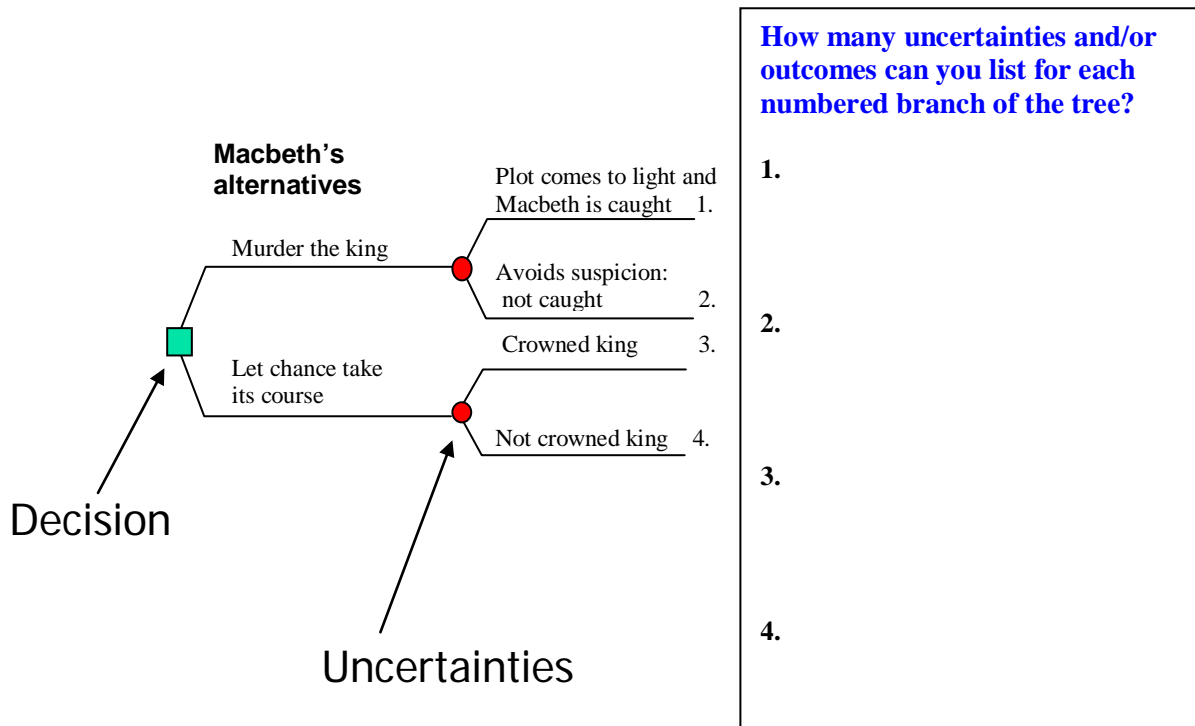 How many uncertainties and/or
outcomes can you list for each
numbered branch of the tree?
Macbeth's
alternatives
Plot comes to light and
Macbeth is caught 1.
Murder the king
Avoids suspicion:
not caught 2.
Crowned king 3.
Let chance take
its course
Not crowned king 4.
Decision
Uncertainties
1.
2.
3.
4.